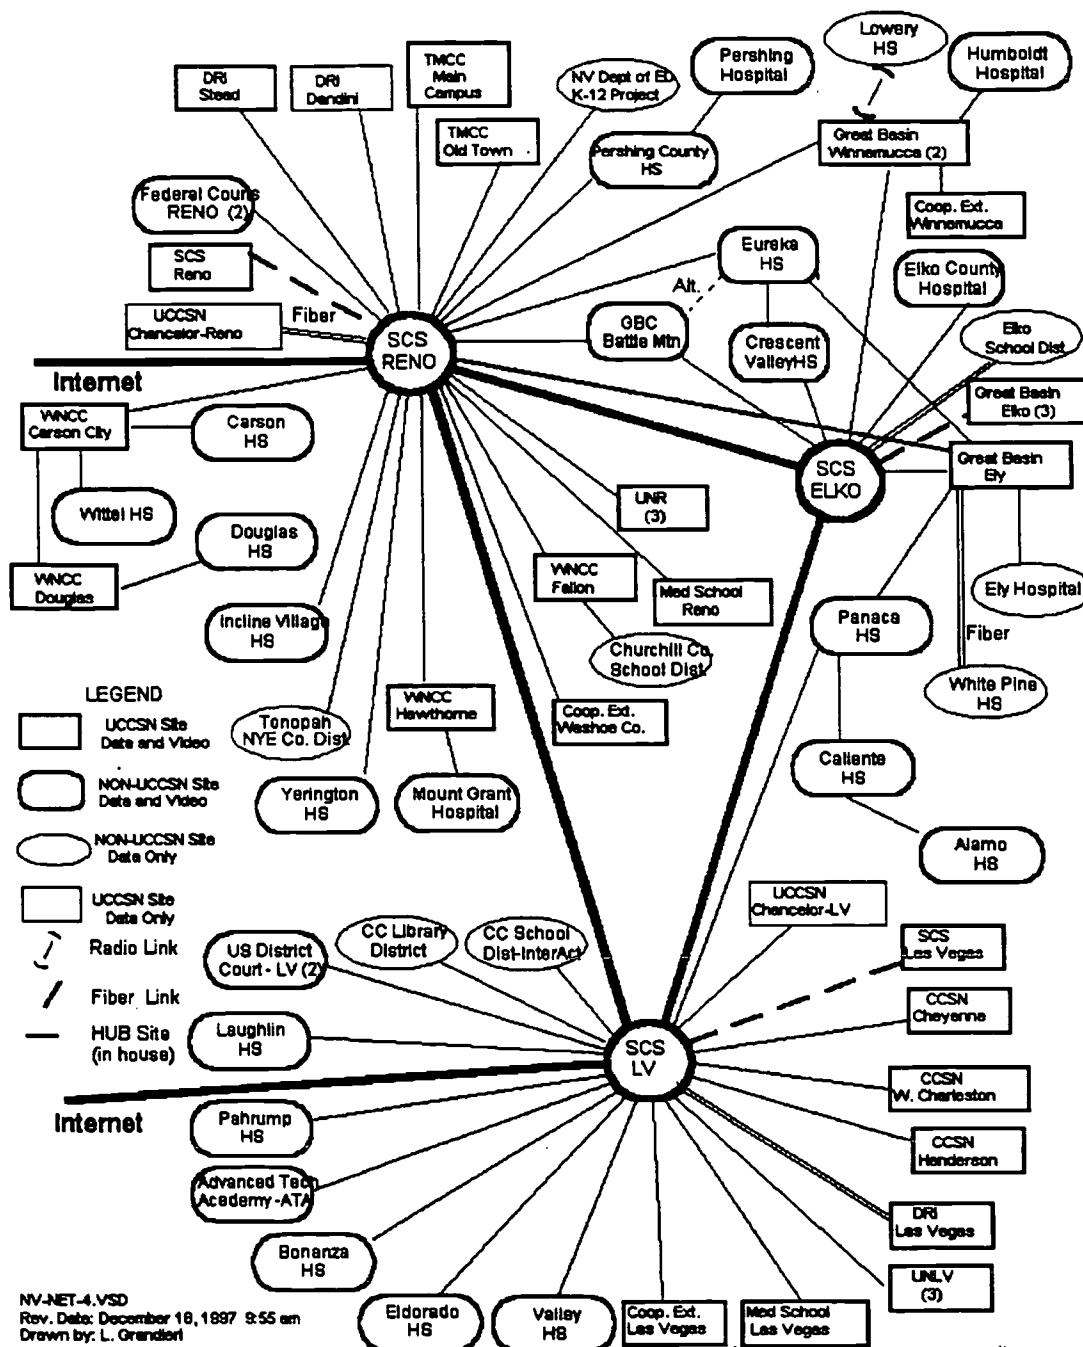 Lowery
HS
Humboldt
Hospital
Pershing
Hospital
TMCC
Main
Campus
DRI
Stead
DRI
Dandini
NV Dept of ED
K-12 Project
TMCC
Old Town
Pershing County
HS
Great Basin
Winnemucca (2)
Federal Courts
RENO (2)
Coop. Ext.
Winnemucca
SCS
Reno
Eureka
HS
Elko County
Hospital
Alt.
UCCSN
Chancelor-Reno
Fiber
SCS
RENO
GBC
Battle Mtn
Crescent
ValleyHS
Elko
School Dist.
Internet
Great Basin
Elko (3)
WNCC
Carson City
Carson
HS
SCS
ELKO
Great Basin
Ely
Wittel HS
UNR
(3)
Douglas
HS
WNCC
Douglas
WNCC
Fallon
Med School
Reno
Ely Hospital
Incline Village
HS
Panaca
HS
Fiber
Churchill Co.
School Dist.
White Pine
HS
LEGEND
UCCSN Site
Data and Video
WNCC
Hawthorne
Coop. Ext.
Washoe Co.
Tonopah
NYE Co. Dist.
Caliente
HS
NON-UCCSN Site
Data and Video
Yerington
HS
Mount Grant
Hospital
NON-UCCSN Site
Data Only
Alamo
HS
UCCSN Site
Data Only
UCCSN
Chancelor-LV
Radio Link
CC Library
District
CC School
Dist-InterAct
US District
Court - LV (2)
SCS
Las Vegas
Fiber Link
CCSN
Cheyenne
HUB Site
(in house)
Laughlin
HS
SCS
LV
CCSN
W. Charleston
Internet
Pahrump
HS
CCSN
Henderson
Advanced Tech
Academy-ATA
DRI
Las Vegas
Bonanza
HS
UNLV
(3)
Eldorado
HS
Valley
HS
Coop. Ext.
Las Vegas
Med School
Las Vegas
NV-NET-4.VSD
Rev. Date: December 18, 1997 9:55 am
Drawn by: L. Grandieri